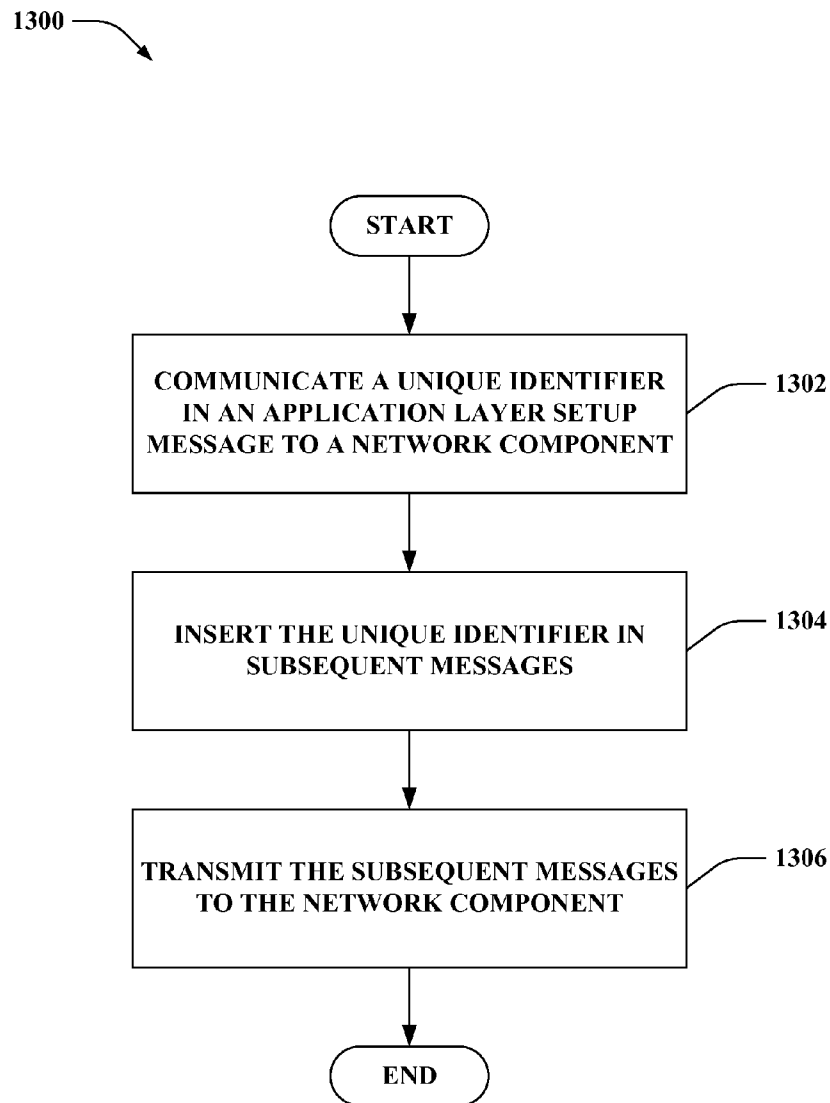 1300
START
COMMUNICATE A UNIQUE IDENTIFIER
IN AN APPLICATION LAYER SETUP
MESSAGE TO A NETWORK COMPONENT
1302
INSERT THE UNIQUE IDENTIFIER IN
SUBSEQUENT MESSAGES
1304
TRANSMIT THE SUBSEQUENT MESSAGES
TO THE NETWORK COMPONENT
1306
END